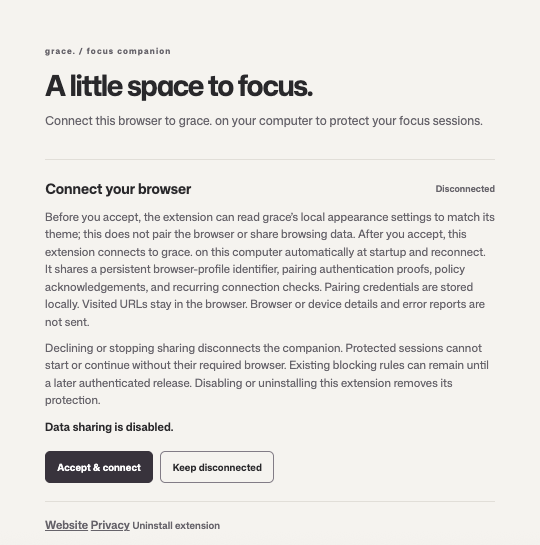 grace. / focus companion
A little space to focus.
Connect this browser to grace. on your computer to protect your focus sessions.
Connect your browser
Disconnected
Before you accept, the extension can read grace's local appearance settings to match its
theme; this does not pair the browser or share browsing data. After you accept, this
extension connects to grace. on this computer automatically at startup and reconnect.
It shares a persistent browser-profile identifier, pairing authentication proofs, policy
acknowledgements, and recurring connection checks. Pairing credentials are stored
locally. Visited URLs stay in the browser. Browser or device details and error reports are
not sent.
Declining or stopping sharing disconnects the companion. Protected sessions cannot
start or continue without their required browser. Existing blocking rules can remain until
a later authenticated release. Disabling or uninstalling this extension removes its
protection.
Data sharing is disabled.
Accept & connect
Keep disconnected
Website Privacy Uninstall extension